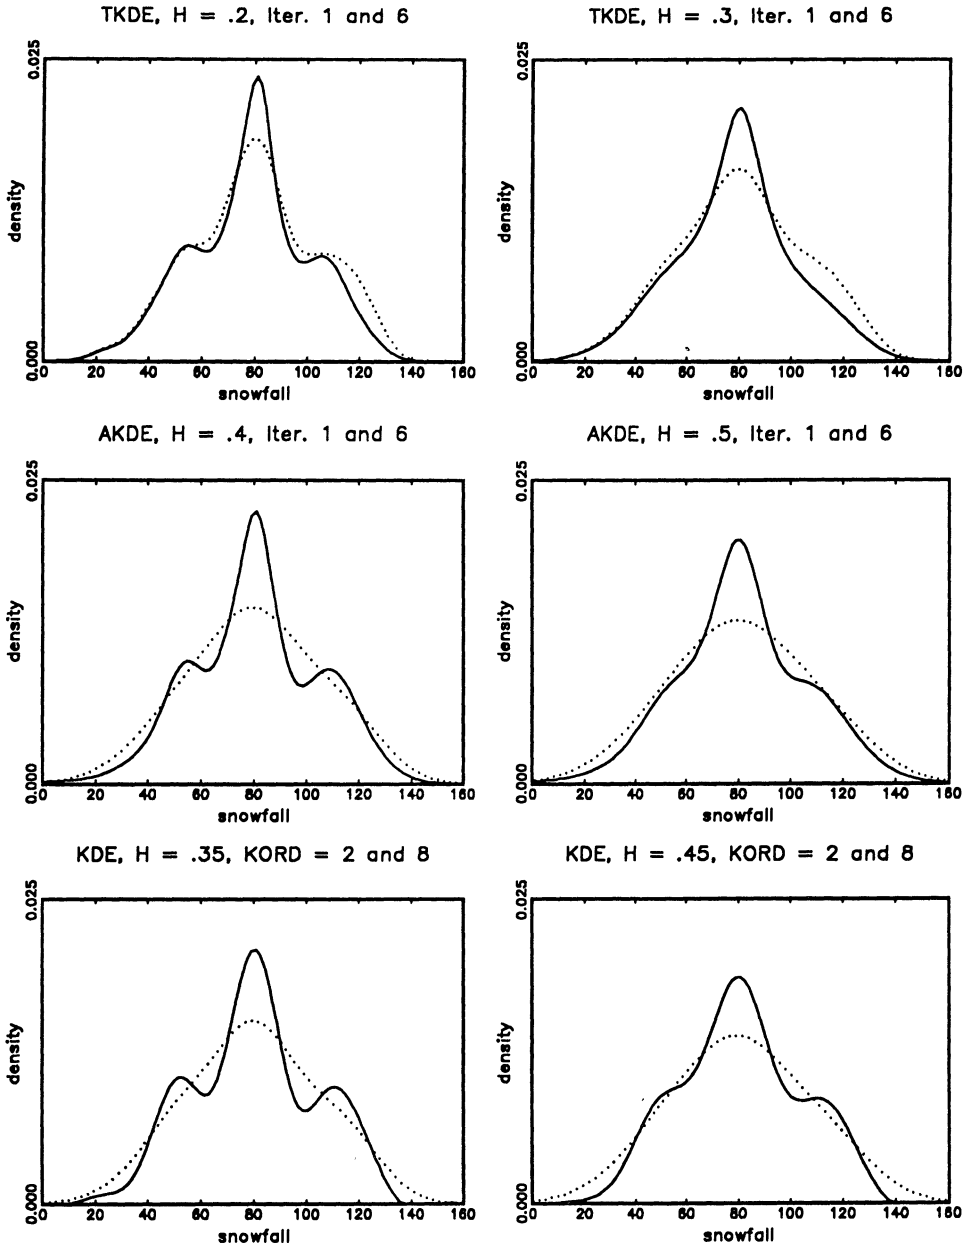 TKDE, H = .2, Iter. 1 and 6
0.025
density
0.000
0 20 40 60 80 100 120 140 160
snowfall
TKDE, H = .3, Iter. 1 and 6
0.025
density
0.000
0 20 40 60 80 100 120 140 160
snowfall
AKDE, H = .4, Iter. 1 and 6
0.025
density
0.000
0 20 40 60 80 100 120 140 160
snowfall
AKDE, H = .5, Iter. 1 and 6
0.025
density
0.000
0 20 40 60 80 100 120 140 160
snowfall
KDE, H = .35, KORD = 2 and 8
0.025
density
0.000
0 20 40 60 80 100 120 140 160
snowfall
KDE, H = .45, KORD = 2 and 8
0.025
density
0.000
0 20 40 60 80 100 120 140 160
snowfall